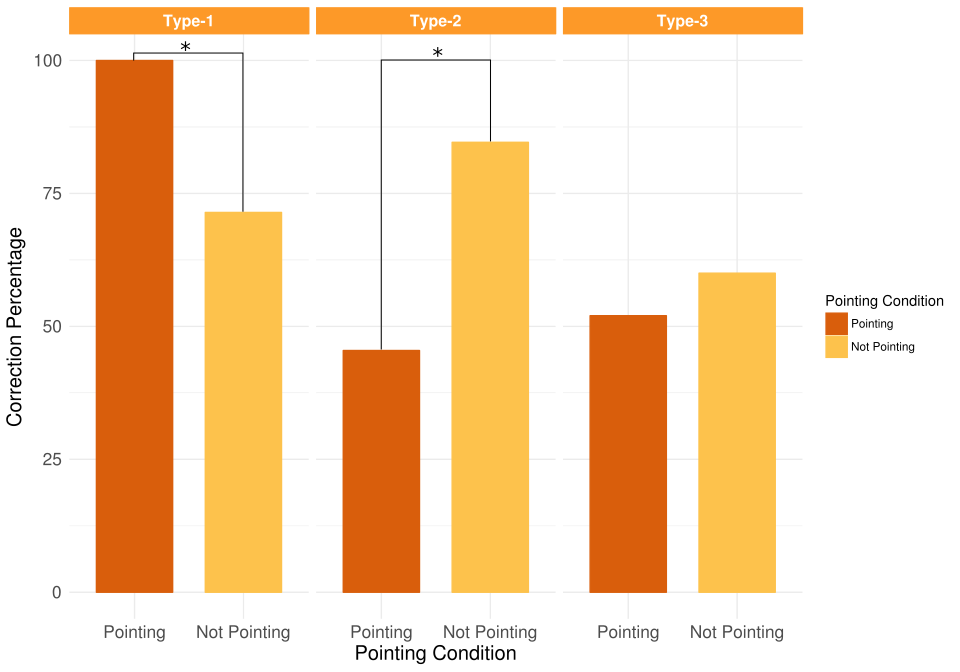 Type-1
Type-2
Type-3
*
*
100
75
50
25
0
Correction Percentage
Pointing
Not Pointing
Pointing
Not Pointing
Pointing
Not Pointing
Pointing Condition
Pointing Condition
Pointing
Not Pointing